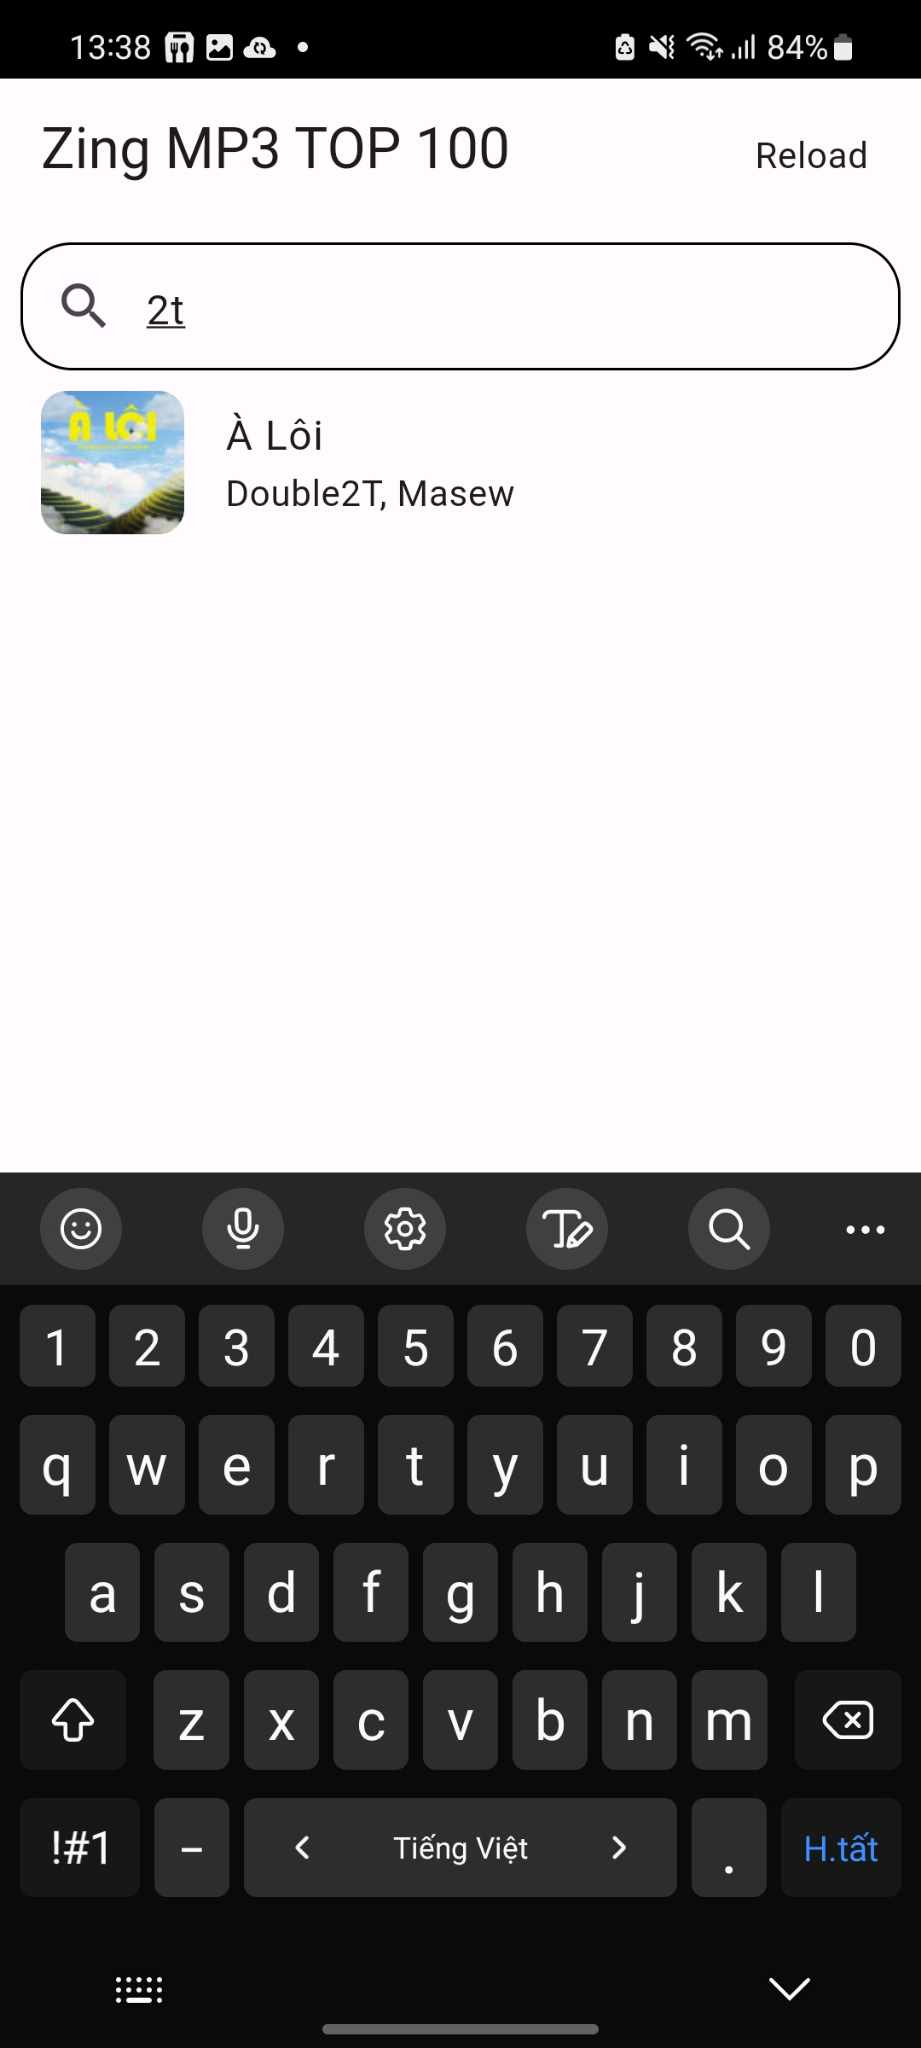 13:38 84%
Zing MP3 TOP 100 Reload
2t
À LÔI
À Lôi
Double2T, Masew
1 2 3 4 5 6 7 8 9 0
q w e r t y u i o p
a s d f g h j k l
z x c v b n m
!#1 – < Tiếng Việt > . H.tất